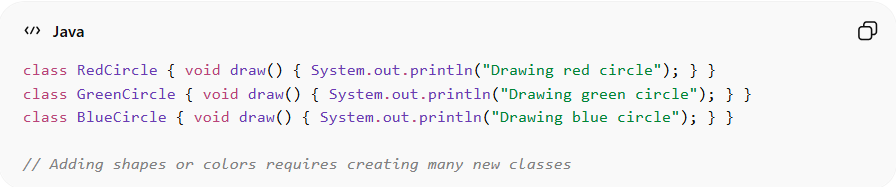 </> Java
class RedCircle { void draw() { System.out.println("Drawing red circle"); } }
class GreenCircle { void draw() { System.out.println("Drawing green circle"); } }
class BlueCircle { void draw() { System.out.println("Drawing blue circle"); } }
// Adding shapes or colors requires creating many new classes